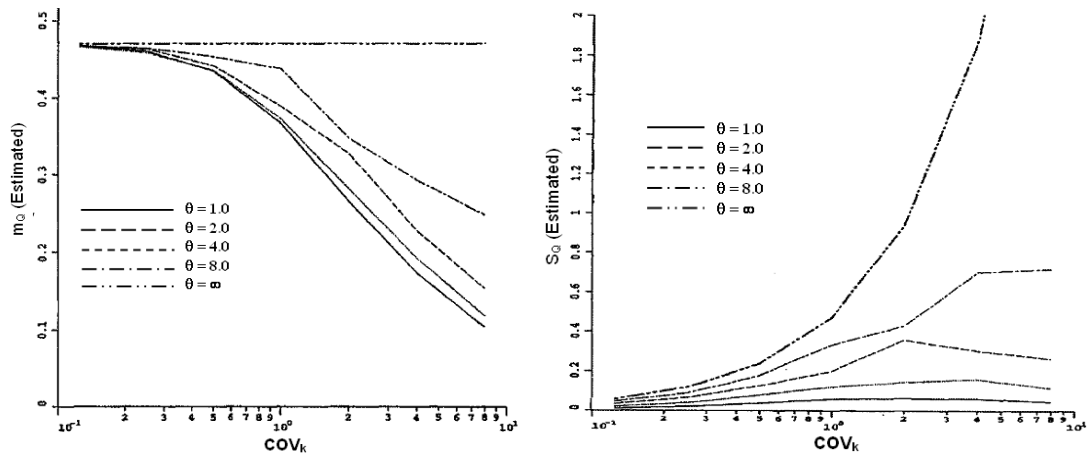 0.5
0.4
0.3
0.2
0.1
0
m_Q (Estimated)
θ = 1.0
θ = 2.0
θ = 4.0
θ = 8.0
θ = ∞
10⁻¹ 2 3 4 5 6 7 8 9 10⁰ 2 3 4 5 6 7 8 9 10¹
COVₖ
2
1.8
1.6
1.4
1.2
1
0.8
0.6
0.4
0.2
0
S_Q (Estimated)
θ = 1.0
θ = 2.0
θ = 4.0
θ = 8.0
θ = ∞
10⁻¹ 2 3 4 5 6 7 8 9 10⁰ 2 3 4 5 6 7 8 9 10¹
COVₖ